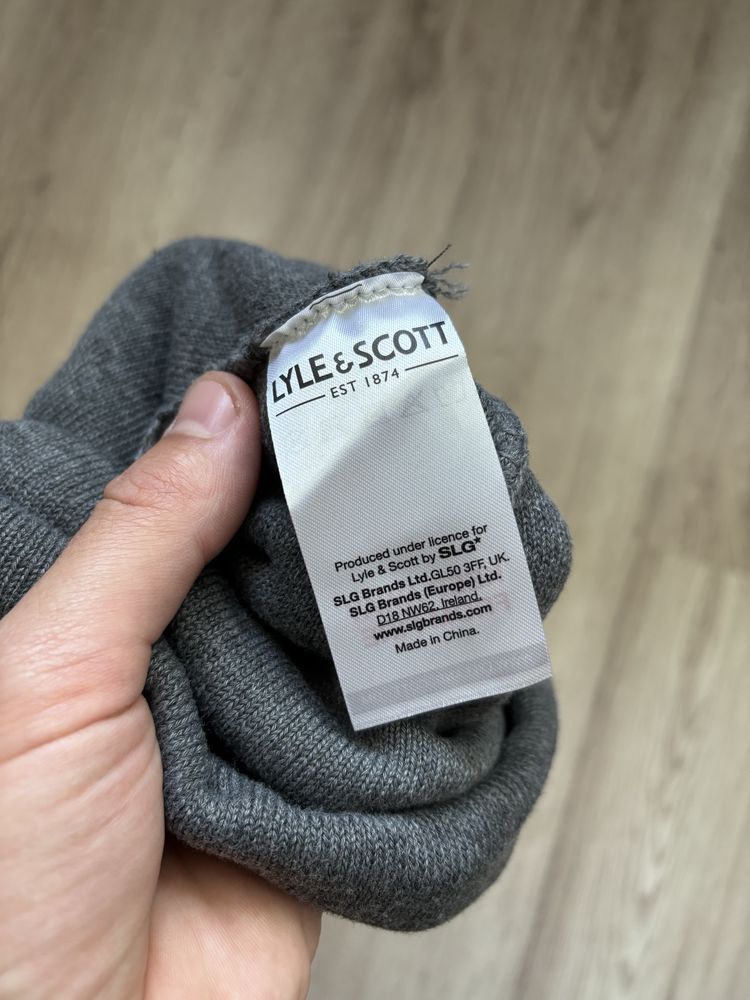 LYLE & SCOTT
EST 1874
Produced under licence for
Lyle & Scott by SLG*
SLG Brands Ltd.GL50 3FF, UK.
SLG Brands (Europe) Ltd.
D18 NW62, Ireland.
www.slgbrands.com
Made in China.